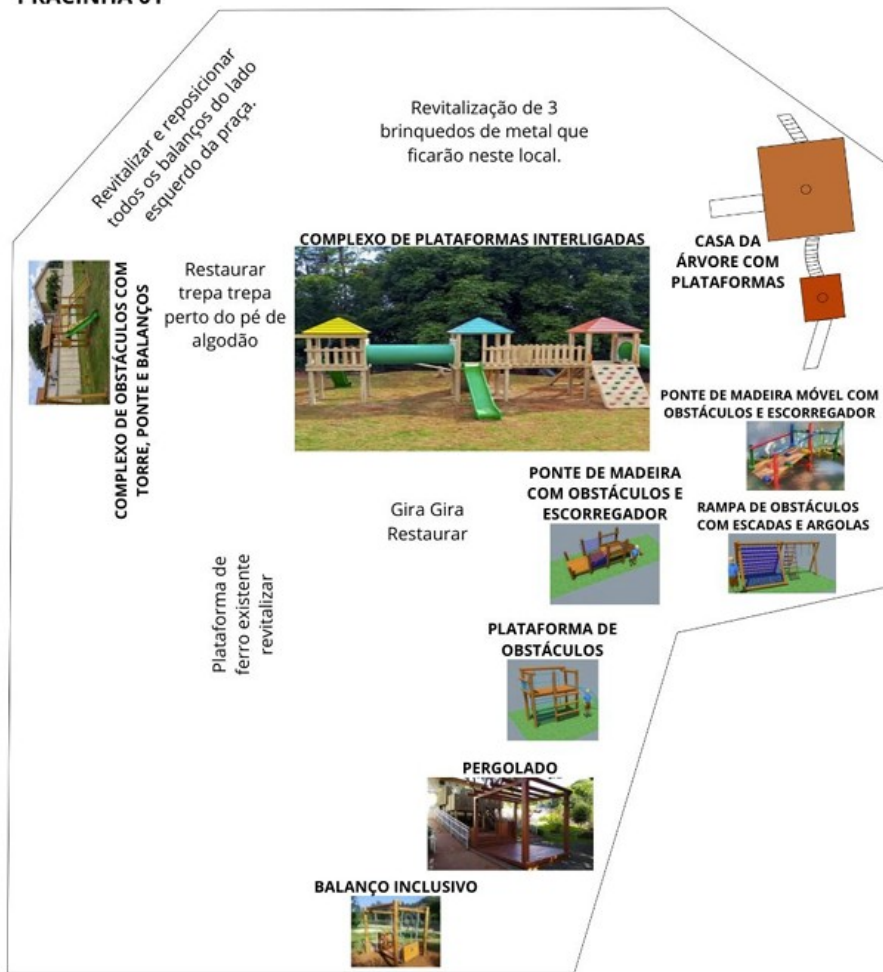 PRACINHA 01
Revitalizar e reposicionar
todos os balanços do lado
esquerdo da praça.
Revitalização de 3
brinquedos de metal que
ficarão neste local.
COMPLEXO DE OBSTÁCULOS COM
TORRE, PONTE E BALANÇOS
Restaurar
trepa trepa
perto do pé de
algodão
COMPLEXO DE PLATAFORMAS INTERLIGADAS
CASA DA
ÁRVORE COM
PLATAFORMAS
PONTE DE MADEIRA MÓVEL COM
OBSTÁCULOS E ESCORREGADOR
PONTE DE MADEIRA
COM OBSTÁCULOS E
ESCORREGADOR
RAMPA DE OBSTÁCULOS
COM ESCADAS E ARGOLAS
Gira Gira
Restaurar
Plataforma de
ferro existente
revitalizar
PLATAFORMA DE
OBSTÁCULOS
PERGOLADO
BALANÇO INCLUSIVO